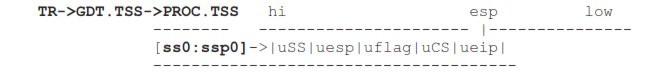 TR->GDT.TSS->PROC.TSS hi esp low
-------- --------------------- |---------------
[ss0:ssp0]->|uSS|uesp|uflag|uCS|ueip|
--------------------------------------